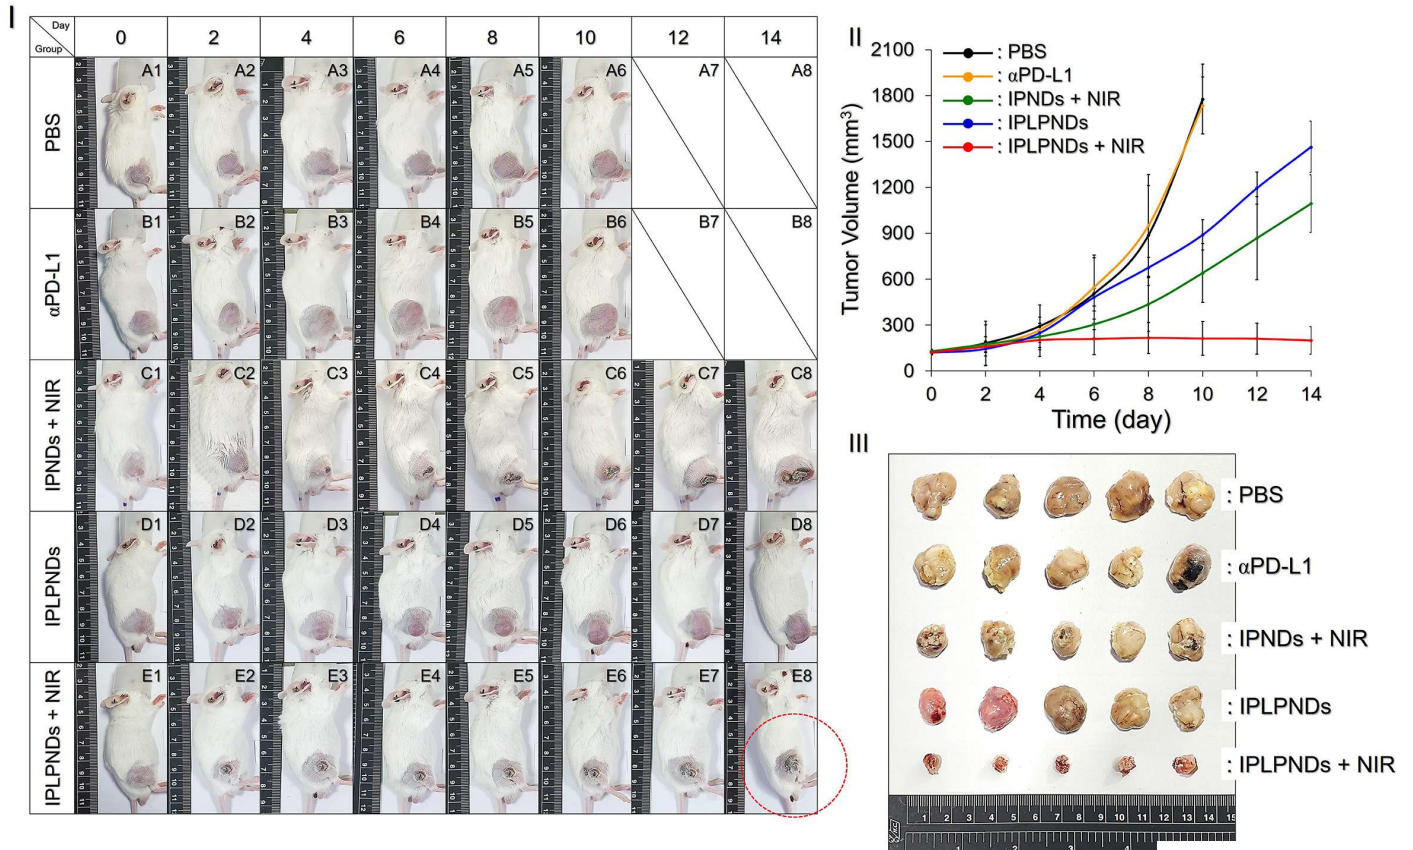 I
Day
Group
0 2 4 6 8 10 12 14
PBS
A1 A2 A3 A4 A5 A6 A7 A8
αPD-L1
B1 B2 B3 B4 B5 B6 B7 B8
IPNDs + NIR
C1 C2 C3 C4 C5 C6 C7 C8
IPLPNDs
D1 D2 D3 D4 D5 D6 D7 D8
IPLPNDs + NIR
E1 E2 E3 E4 E5 E6 E7 E8
II
Tumor Volume (mm³)
2100
1800
1500
1200
900
600
300
0
: PBS
: αPD-L1
: IPNDs + NIR
: IPLPNDs
: IPLPNDs + NIR
0 2 4 6 8 10 12 14
Time (day)
III
: PBS
: αPD-L1
: IPNDs + NIR
: IPLPNDs
: IPLPNDs + NIR
1 2 3 4 5 6 7 8 9 10 11 12 13 14 15
1 2 3 4